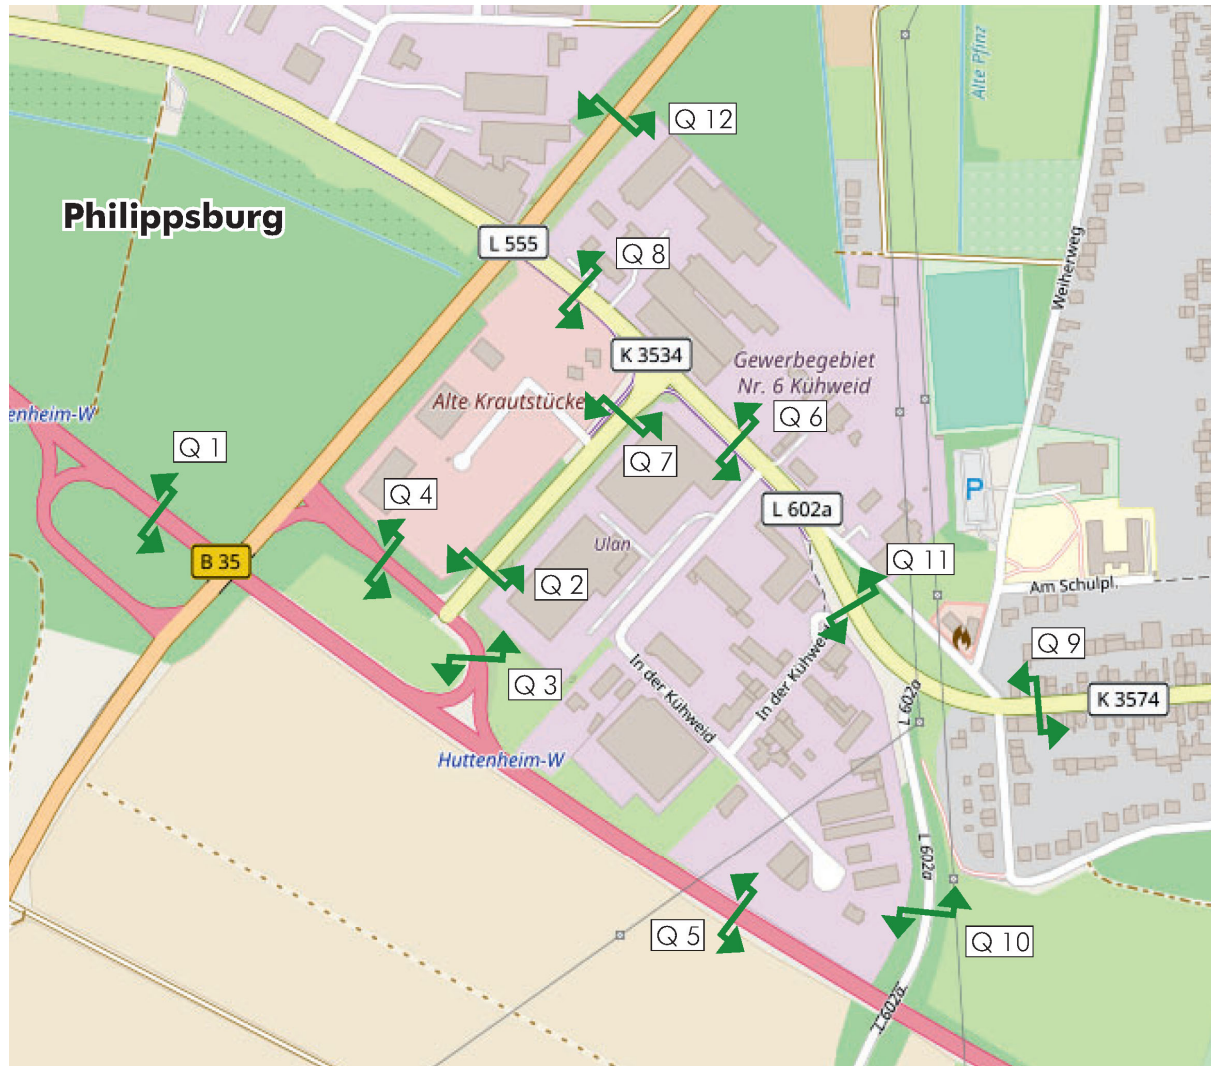 Alte Pfinz
Q 12
Philippsburg
L 555
Q 8
Weiherweg
K 3534
Gewerbegebiet
Nr. 6 Kühweid
Alte Krautstücke
enheim-W
Q 6
Q 1
Q 7
Q 4
P
L 602a
Ulan
B 35
Q 11
Q 2
Am Schulpl.
Q 9
Q 3
In der Kühweid
In der Kühweid
L 602a
K 3574
Huttenheim-W
L 602a
Q 5
Q 10
L 602a